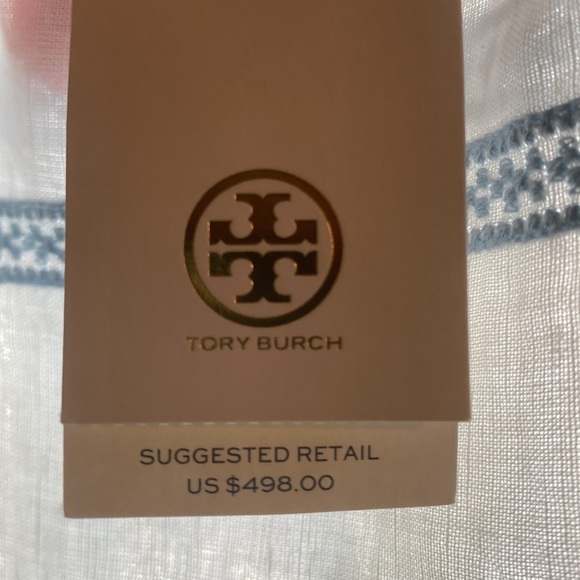 TORY BURCH
SUGGESTED RETAIL
US $498.00